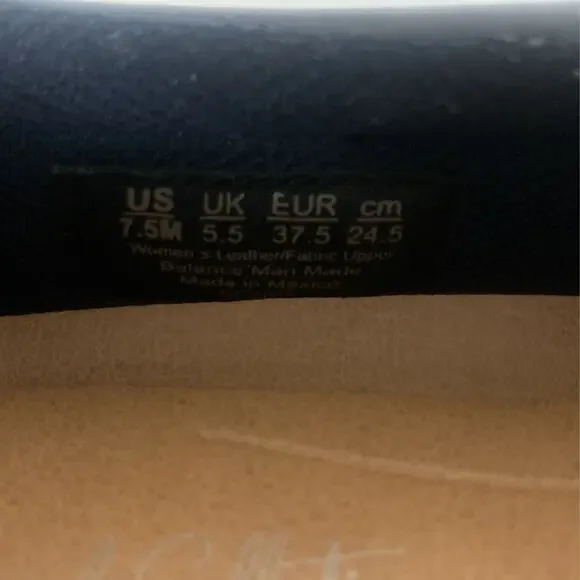 US UK EUR cm
7.5M 5.5 37.5 24.5
Women's Leather/Fabric Upper
Balance Man Made
Made in Mexico